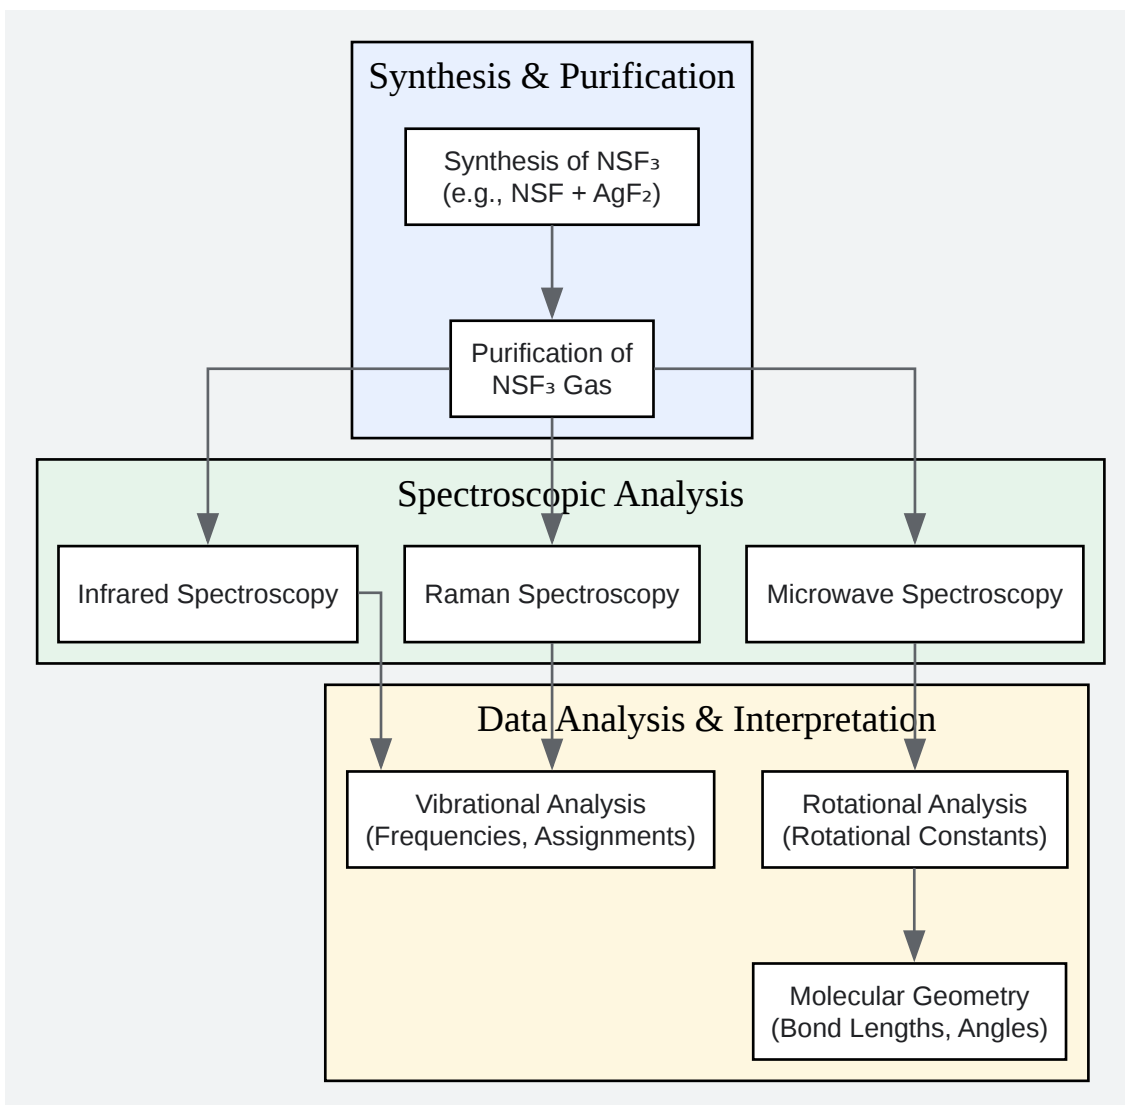 Synthesis & Purification
Synthesis of NSF₃
(e.g., NSF + AgF₂)
Purification of
NSF₃ Gas
Spectroscopic Analysis
Infrared Spectroscopy
Raman Spectroscopy
Microwave Spectroscopy
Data Analysis & Interpretation
Vibrational Analysis
(Frequencies, Assignments)
Rotational Analysis
(Rotational Constants)
Molecular Geometry
(Bond Lengths, Angles)